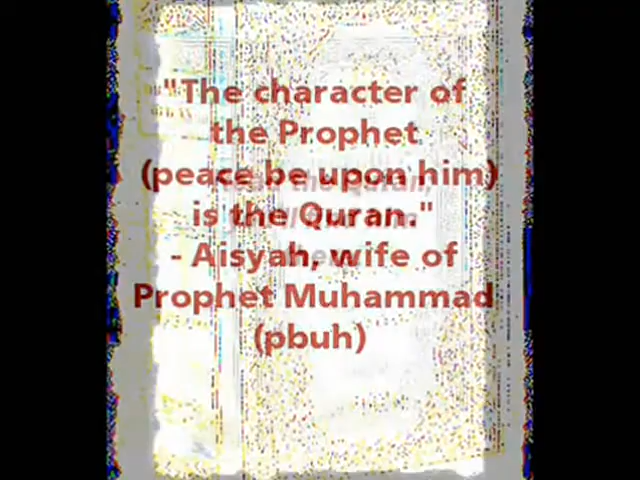 "The character of
the Prophet
(peace be upon him)
is the Quran."
- Aisyah, wife of
Prophet Muhammad
(pbuh)